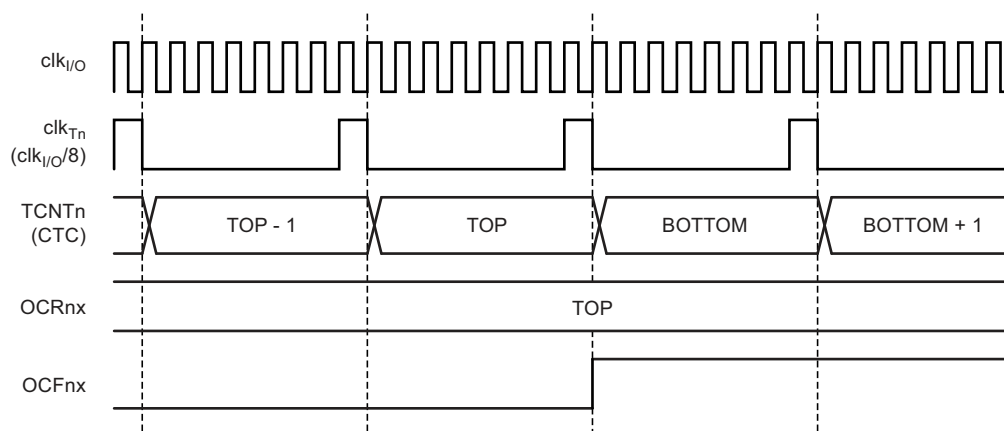 clkI/O
clkTn
(clkI/O/8)
TCNTn
(CTC)
TOP - 1
TOP
BOTTOM
BOTTOM + 1
OCRnx
TOP
OCFnx